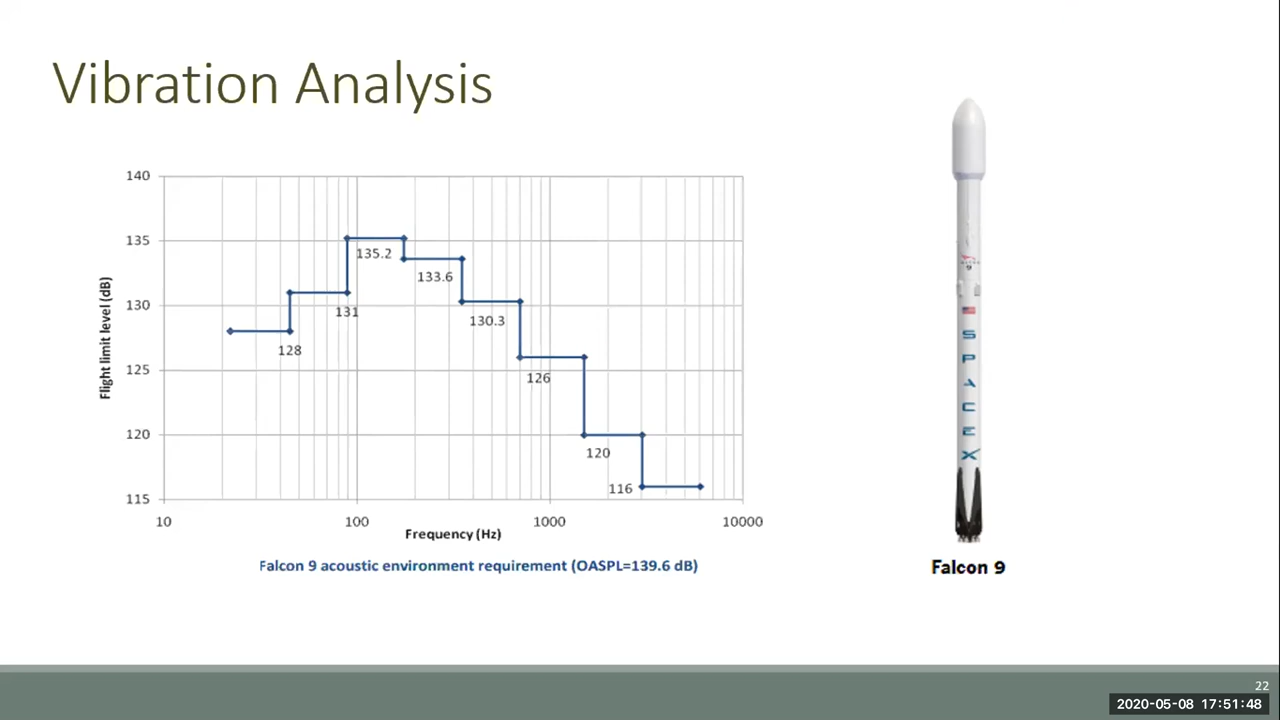 Vibration Analysis
140
135
130
125
120
115
Flight limit level (dB)
128
131
135.2
133.6
130.3
126
120
116
10
100
1000
10000
Frequency (Hz)
Falcon 9 acoustic environment requirement (OASPL=139.6 dB)
9
S
P
A
C
E
X
Falcon 9
22
2020-05-08 17:51:48